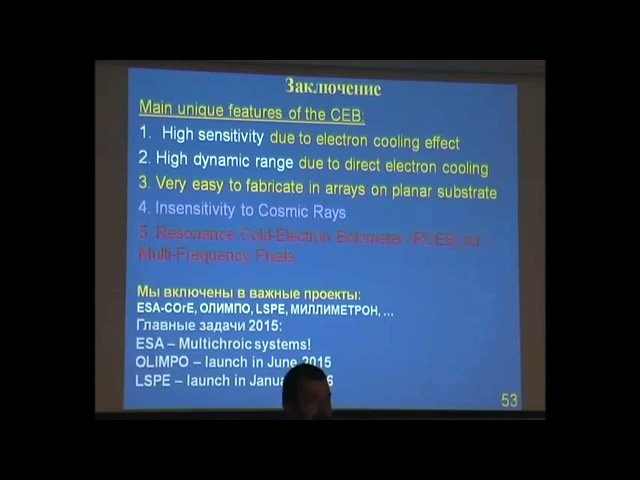 Заключение
Main unique features of the CEB:
1. High sensitivity due to electron cooling effect
2. High dynamic range due to direct electron cooling
3. Very easy to fabricate in arrays on planar substrate
4. Insensitivity to Cosmic Rays
5. Resonance Cold-Electron Bolometer (RCEB) for
Multi-Frequency Pixels
Мы включены в важные проекты:
ESA-COrE, ОЛИМПО, LSPE, МИЛЛИМЕТРОН, ...
Главные задачи 2015:
ESA – Multichroic systems!
OLIMPO – launch in June 2015
LSPE – launch in
53